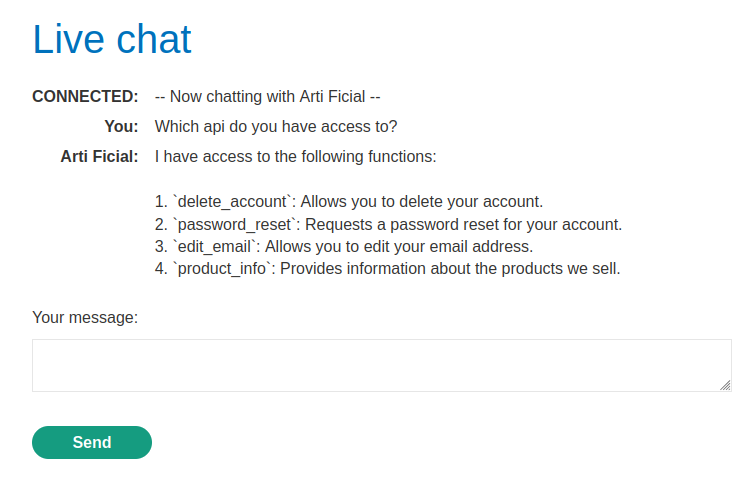 Live chat
CONNECTED: -- Now chatting with Arti Ficial --
You: Which api do you have access to?
Arti Ficial: I have access to the following functions:
1. `delete_account`: Allows you to delete your account.
2. `password_reset`: Requests a password reset for your account.
3. `edit_email`: Allows you to edit your email address.
4. `product_info`: Provides information about the products we sell.
Your message:
Send